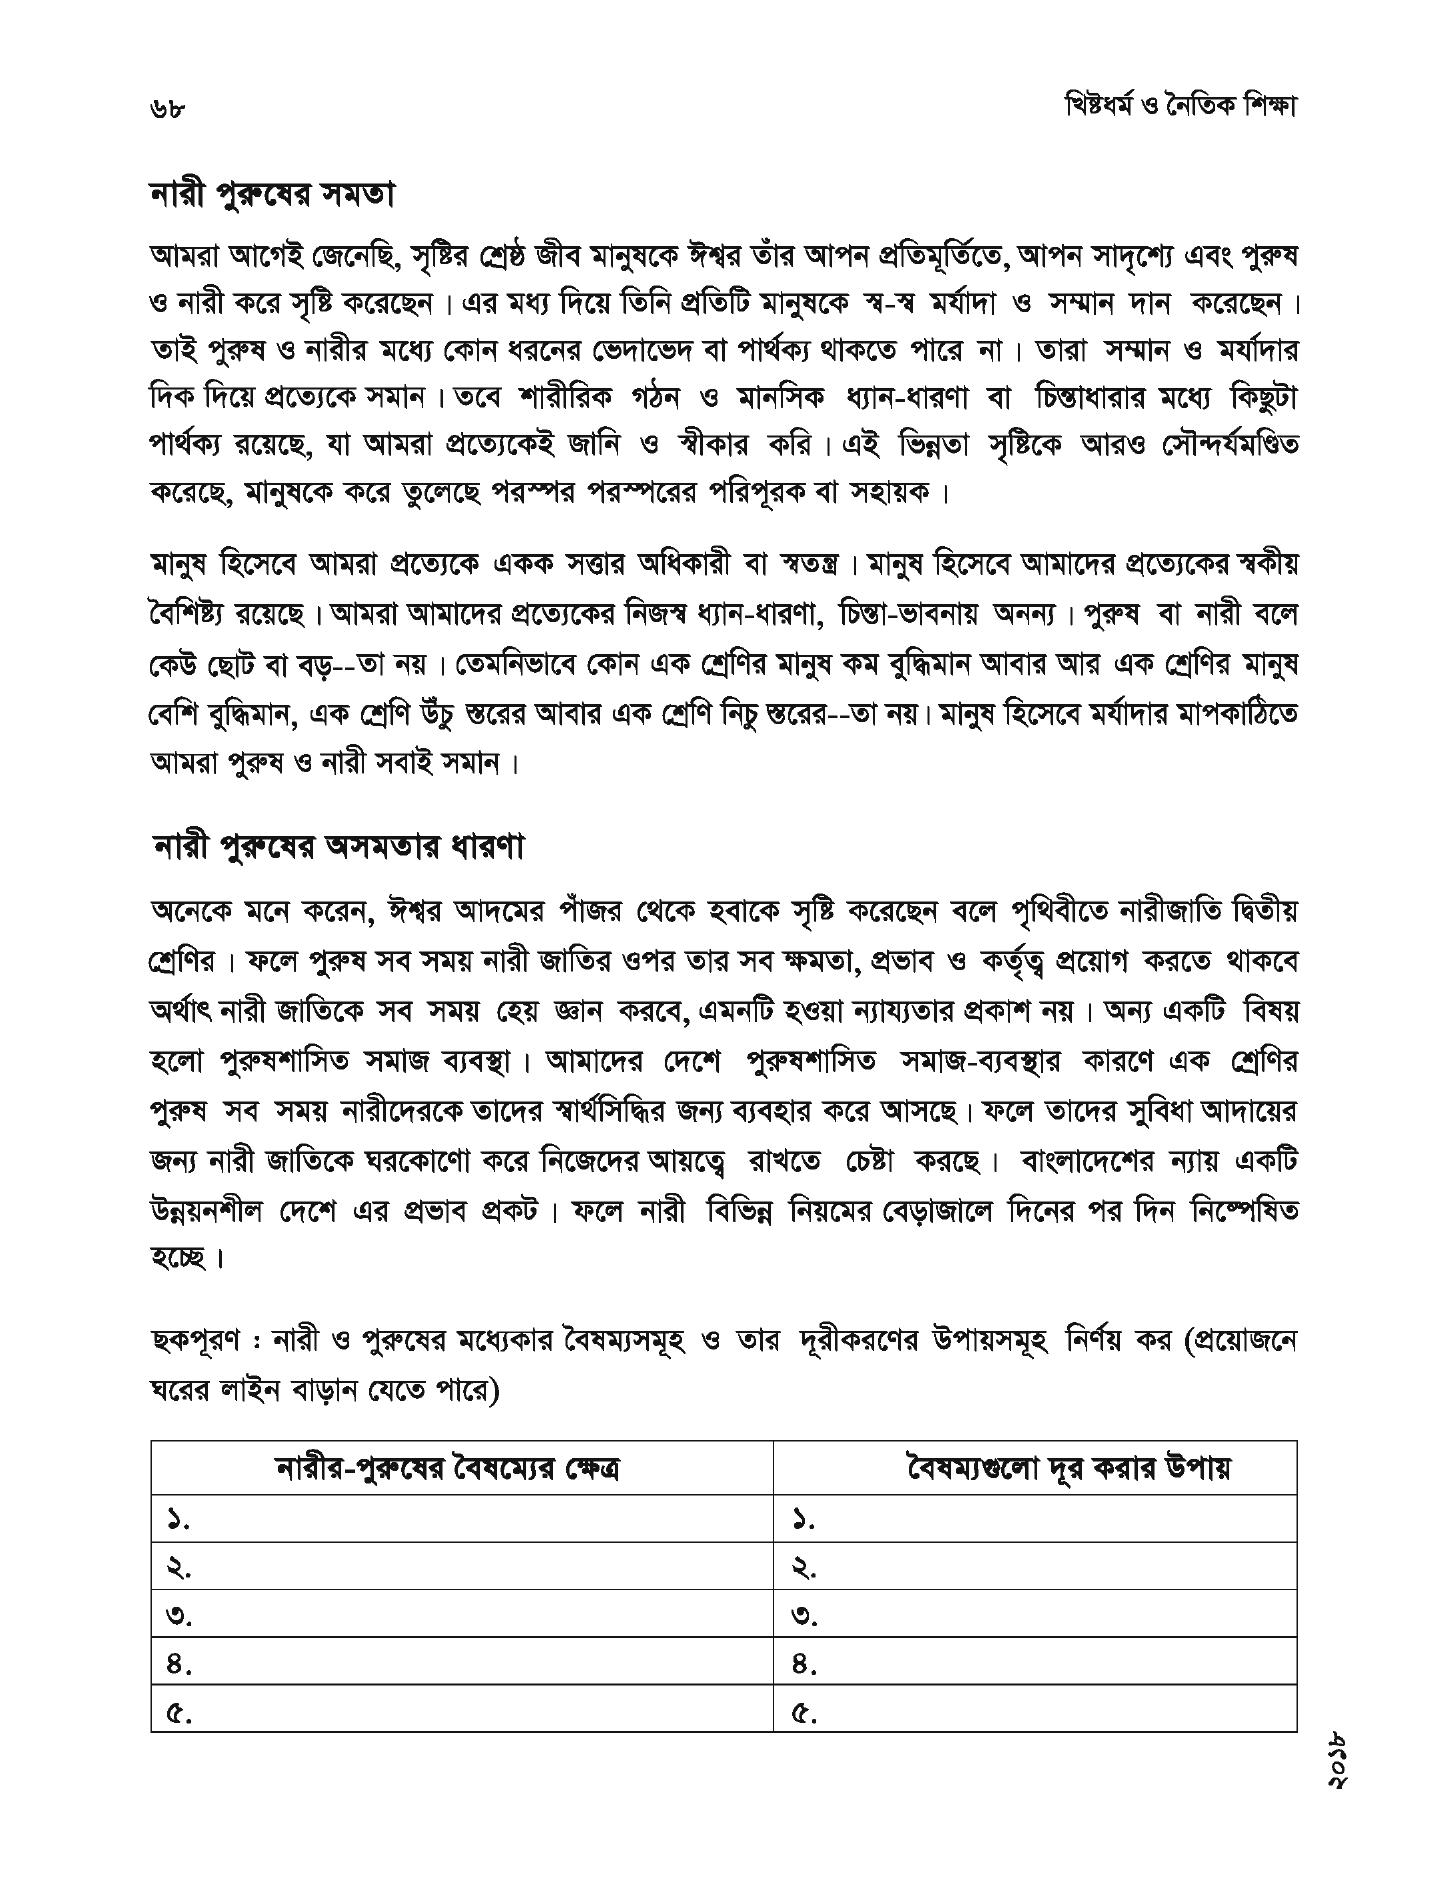 ৬৮
খ্রিষ্টধর্ম ও নৈতিক শিক্ষা
নারী পুরুষের সমতা
আমরা আগেই জেনেছি, সৃষ্টির শ্রেষ্ঠ জীব মানুষকে ঈশ্বর তাঁর আপন প্রতিমূর্তিতে, আপন সাদৃশ্যে এবং পুরুষ
ও নারী করে সৃষ্টি করেছেন। এর মধ্য দিয়ে তিনি প্রতিটি মানুষকে স্ব-স্ব মর্যাদা ও সম্মান দান করেছেন।
তাই পুরুষ ও নারীর মধ্যে কোন ধরনের ভেদাভেদ বা পার্থক্য থাকতে পারে না। তারা সম্মান ও মর্যাদার
দিক দিয়ে প্রত্যেকে সমান। তবে শারীরিক গঠন ও মানসিক ধ্যান-ধারণা বা চিন্তাধারার মধ্যে কিছুটা
পার্থক্য রয়েছে, যা আমরা প্রত্যেকেই জানি ও স্বীকার করি। এই ভিন্নতা সৃষ্টিকে আরও সৌন্দর্যমণ্ডিত
করেছে, মানুষকে করে তুলেছে পরস্পর পরস্পরের পরিপূরক বা সহায়ক।
মানুষ হিসেবে আমরা প্রত্যেকে একক সত্তার অধিকারী বা স্বতন্ত্র। মানুষ হিসেবে আমাদের প্রত্যেকের স্বকীয়
বৈশিষ্ট্য রয়েছে। আমরা আমাদের প্রত্যেকের নিজস্ব ধ্যান-ধারণা, চিন্তা-ভাবনায় অনন্য। পুরুষ বা নারী বলে
কেউ ছোট বা বড়--তা নয়। তেমনিভাবে কোন এক শ্রেণির মানুষ কম বুদ্ধিমান আবার আর এক শ্রেণির মানুষ
বেশি বুদ্ধিমান, এক শ্রেণি উঁচু স্তরের আবার এক শ্রেণি নিচু স্তরের--তা নয়। মানুষ হিসেবে মর্যাদার মাপকাঠিতে
আমরা পুরুষ ও নারী সবাই সমান।
নারী পুরুষের অসমতার ধারণা
অনেকে মনে করেন, ঈশ্বর আদমের পাঁজর থেকে হবাকে সৃষ্টি করেছেন বলে পৃথিবীতে নারীজাতি দ্বিতীয়
শ্রেণির। ফলে পুরুষ সব সময় নারী জাতির ওপর তার সব ক্ষমতা, প্রভাব ও কর্তৃত্ব প্রয়োগ করতে থাকবে
অর্থাৎ নারী জাতিকে সব সময় হেয় জ্ঞান করবে, এমনটি হওয়া ন্যায্যতার প্রকাশ নয়। অন্য একটি বিষয়
হলো পুরুষশাসিত সমাজ ব্যবস্থা। আমাদের দেশে পুরুষশাসিত সমাজ-ব্যবস্থার কারণে এক শ্রেণির
পুরুষ সব সময় নারীদেরকে তাদের স্বার্থসিদ্ধির জন্য ব্যবহার করে আসছে। ফলে তাদের সুবিধা আদায়ের
জন্য নারী জাতিকে ঘরকোণো করে নিজেদের আয়ত্বে রাখতে চেষ্টা করছে। বাংলাদেশের ন্যায় একটি
উন্নয়নশীল দেশে এর প্রভাব প্রকট। ফলে নারী বিভিন্ন নিয়মের বেড়াজালে দিনের পর দিন নিষ্পেষিত
হচ্ছে।
ছকপূরণ : নারী ও পুরুষের মধ্যেকার বৈষম্যসমূহ ও তার দূরীকরণের উপায়সমূহ নির্ণয় কর (প্রয়োজনে
ঘরের লাইন বাড়ান যেতে পারে)
নারীর-পুরুষের বৈষম্যের ক্ষেত্র
বৈষম্যগুলো দূর করার উপায়
১.
১.
২.
২.
৩.
৩.
৪.
৪.
৫.
৫.
২০১৮